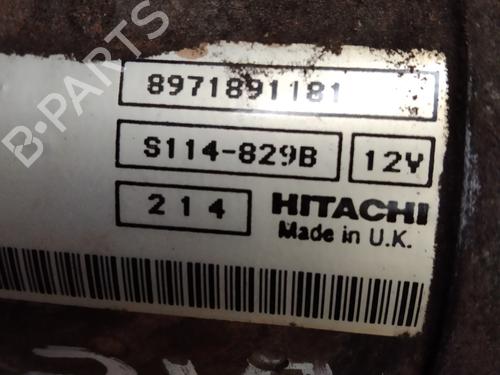 8971891181
S114-829B 12V
214 HITACHI
Made in U.K.
B-PARTS